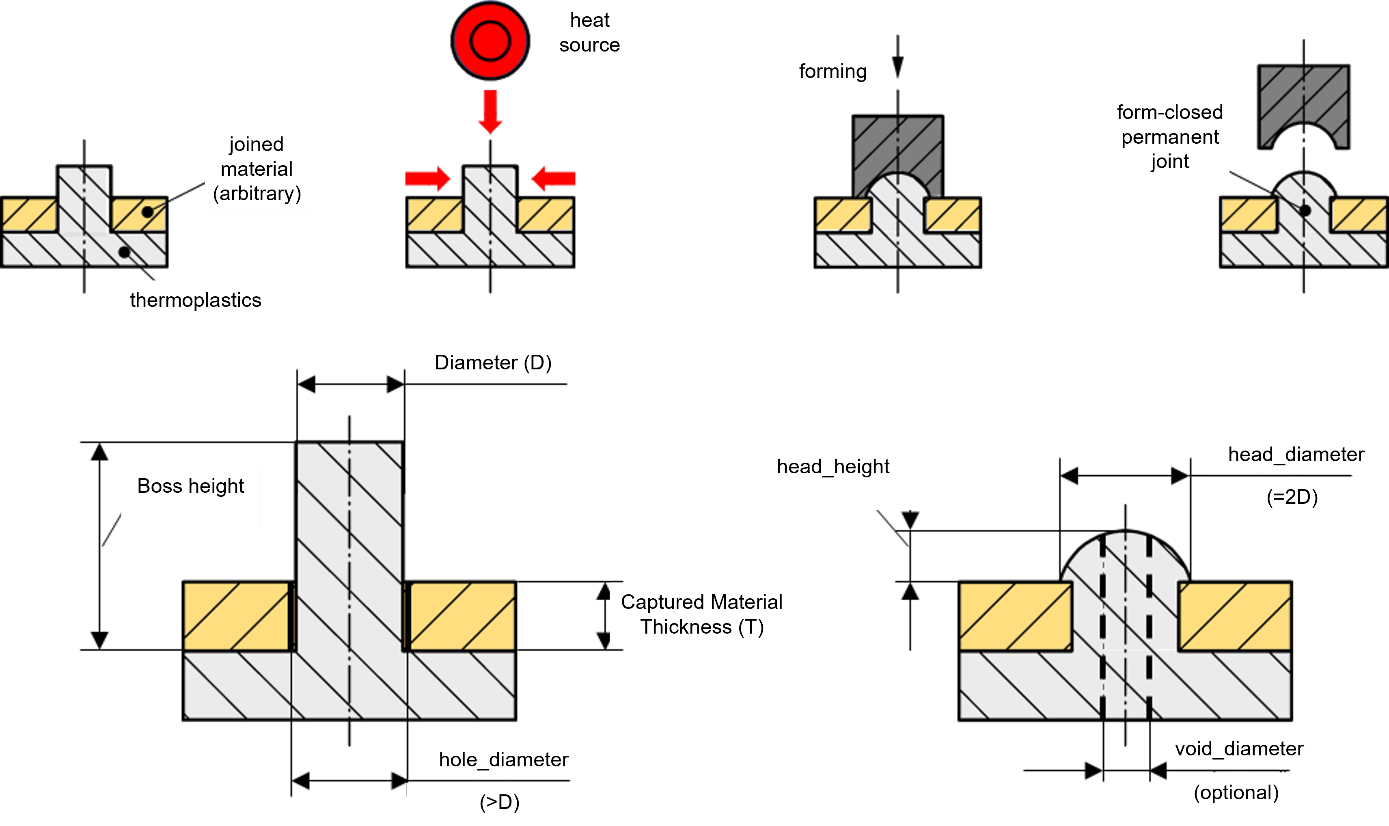 heat
source
forming
form-closed
permanent
joint
joined
material
(arbitrary)
thermoplastics
Diameter (D)
Boss height
head_height
head_diameter
(=2D)
Captured Material
Thickness (T)
hole_diameter
(>D)
void_diameter
(optional)